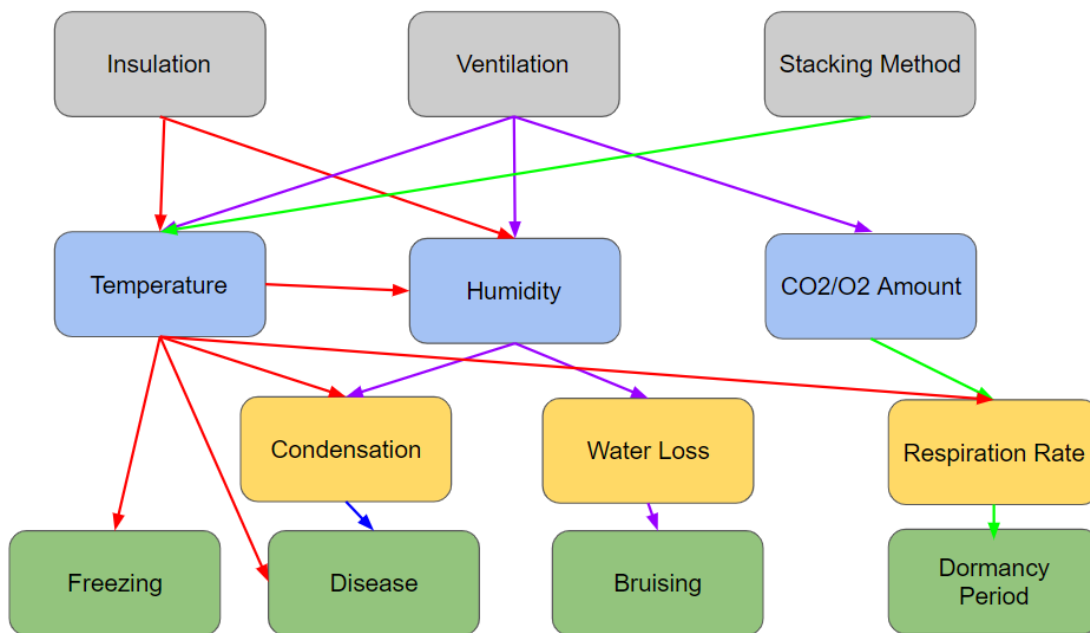 Insulation
Ventilation
Stacking Method
Temperature
Humidity
CO2/O2 Amount
Condensation
Water Loss
Respiration Rate
Freezing
Disease
Bruising
Dormancy
Period